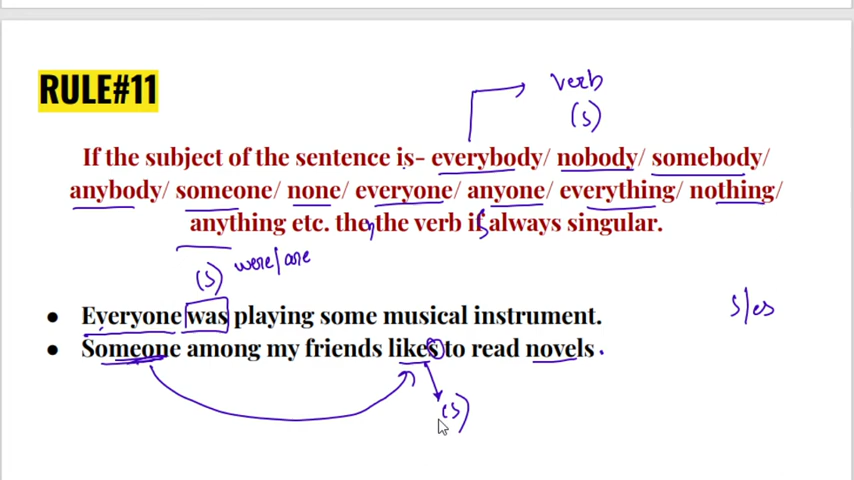 RULE#11
verb
(s)
If the subject of the sentence is- everybody/ nobody/ somebody/
anybody/ someone/ none/ everyone/ anyone/ everything/ nothing/
anything etc. then the verb is always singular.
(s) were/are
Everyone was playing some musical instrument.
s/es
Someone among my friends likes to read novels.
(s)